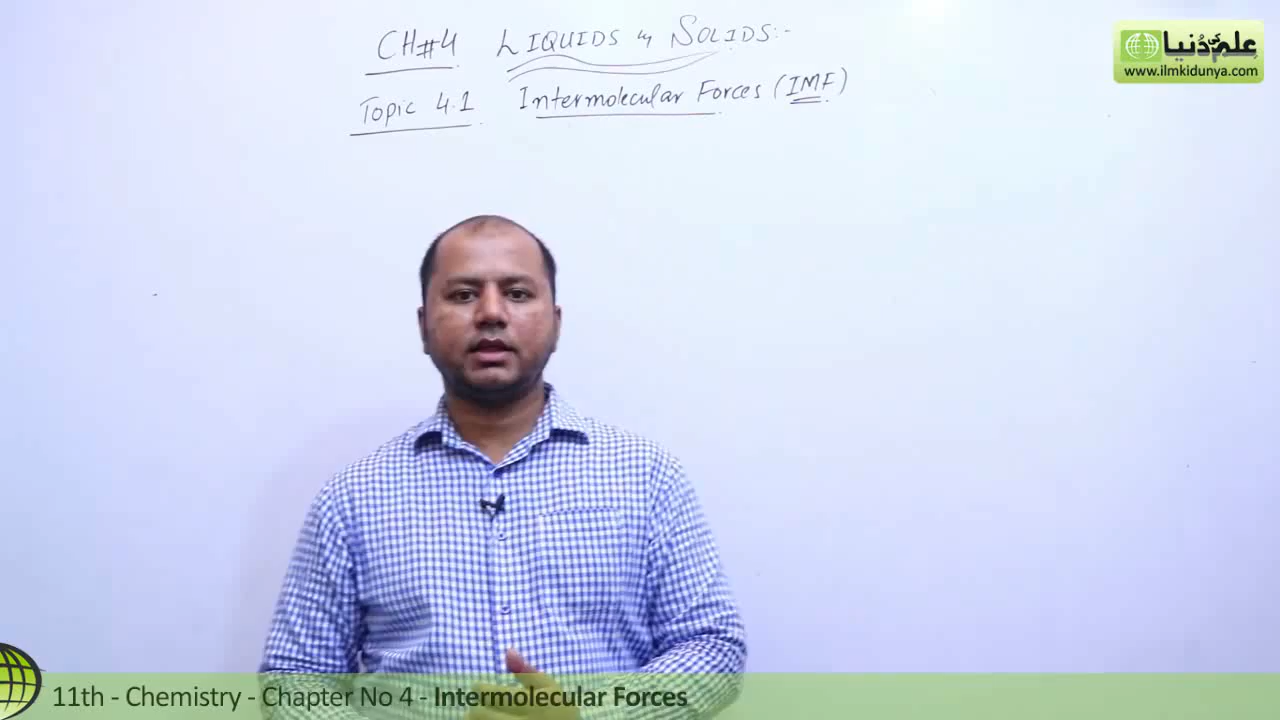 CH#4 LIQUIDS & SOLIDS:-
Topic 4.1 Intermolecular Forces (IMF)
علم کی دُنیا
www.ilmkidunya.com
11th - Chemistry - Chapter No 4 - Intermolecular Forces